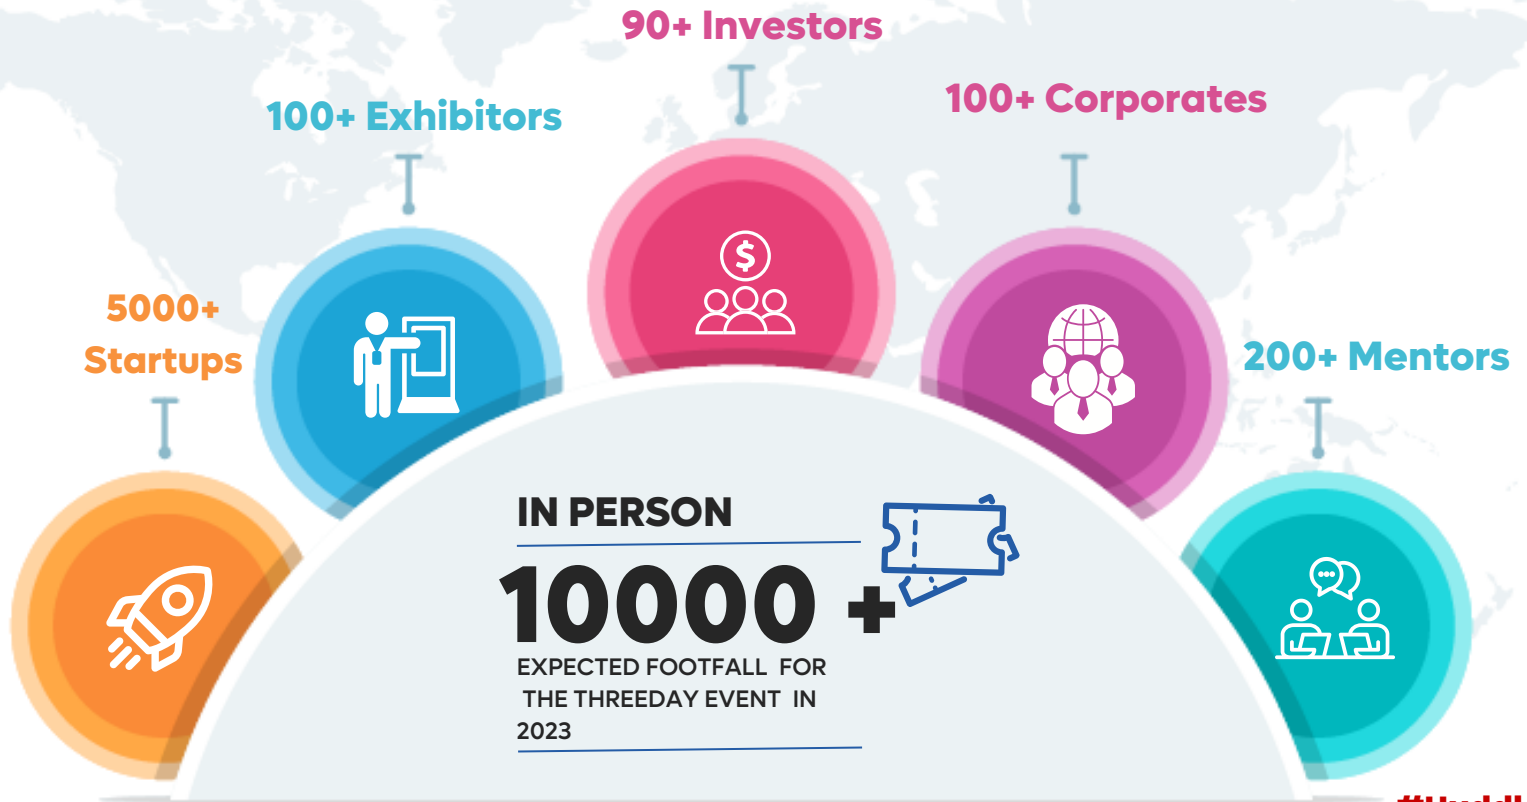 90+ Investors
100+ Exhibitors
100+ Corporates
5000+
Startups
200+ Mentors
IN PERSON
10000 +
EXPECTED FOOTFALL FOR
THE THREEDAY EVENT IN
2023